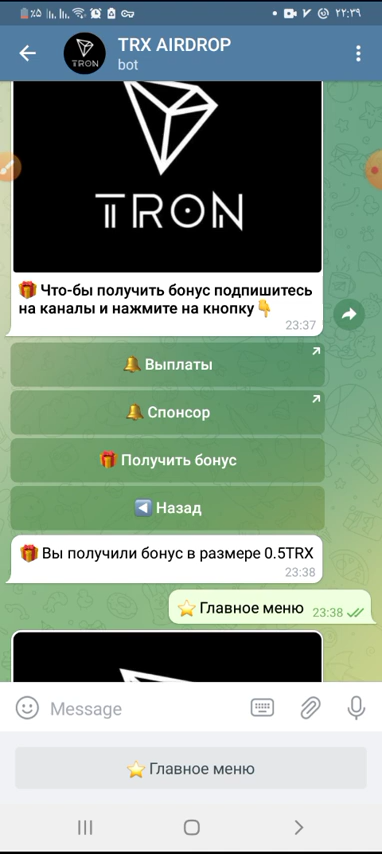 ٪۵
۲۲:۳۹
TRX AIRDROP
bot
TRON
TRON
🎁 Что-бы получить бонус подпишитесь
на каналы и нажмите на кнопку👇
23:37
🔔 Выплаты
🔔 Спонсор
🎁 Получить бонус
◀️ Назад
🎁 Вы получили бонус в размере 0.5TRX
23:38
⭐ Главное меню 23:38
Message
⭐ Главное меню